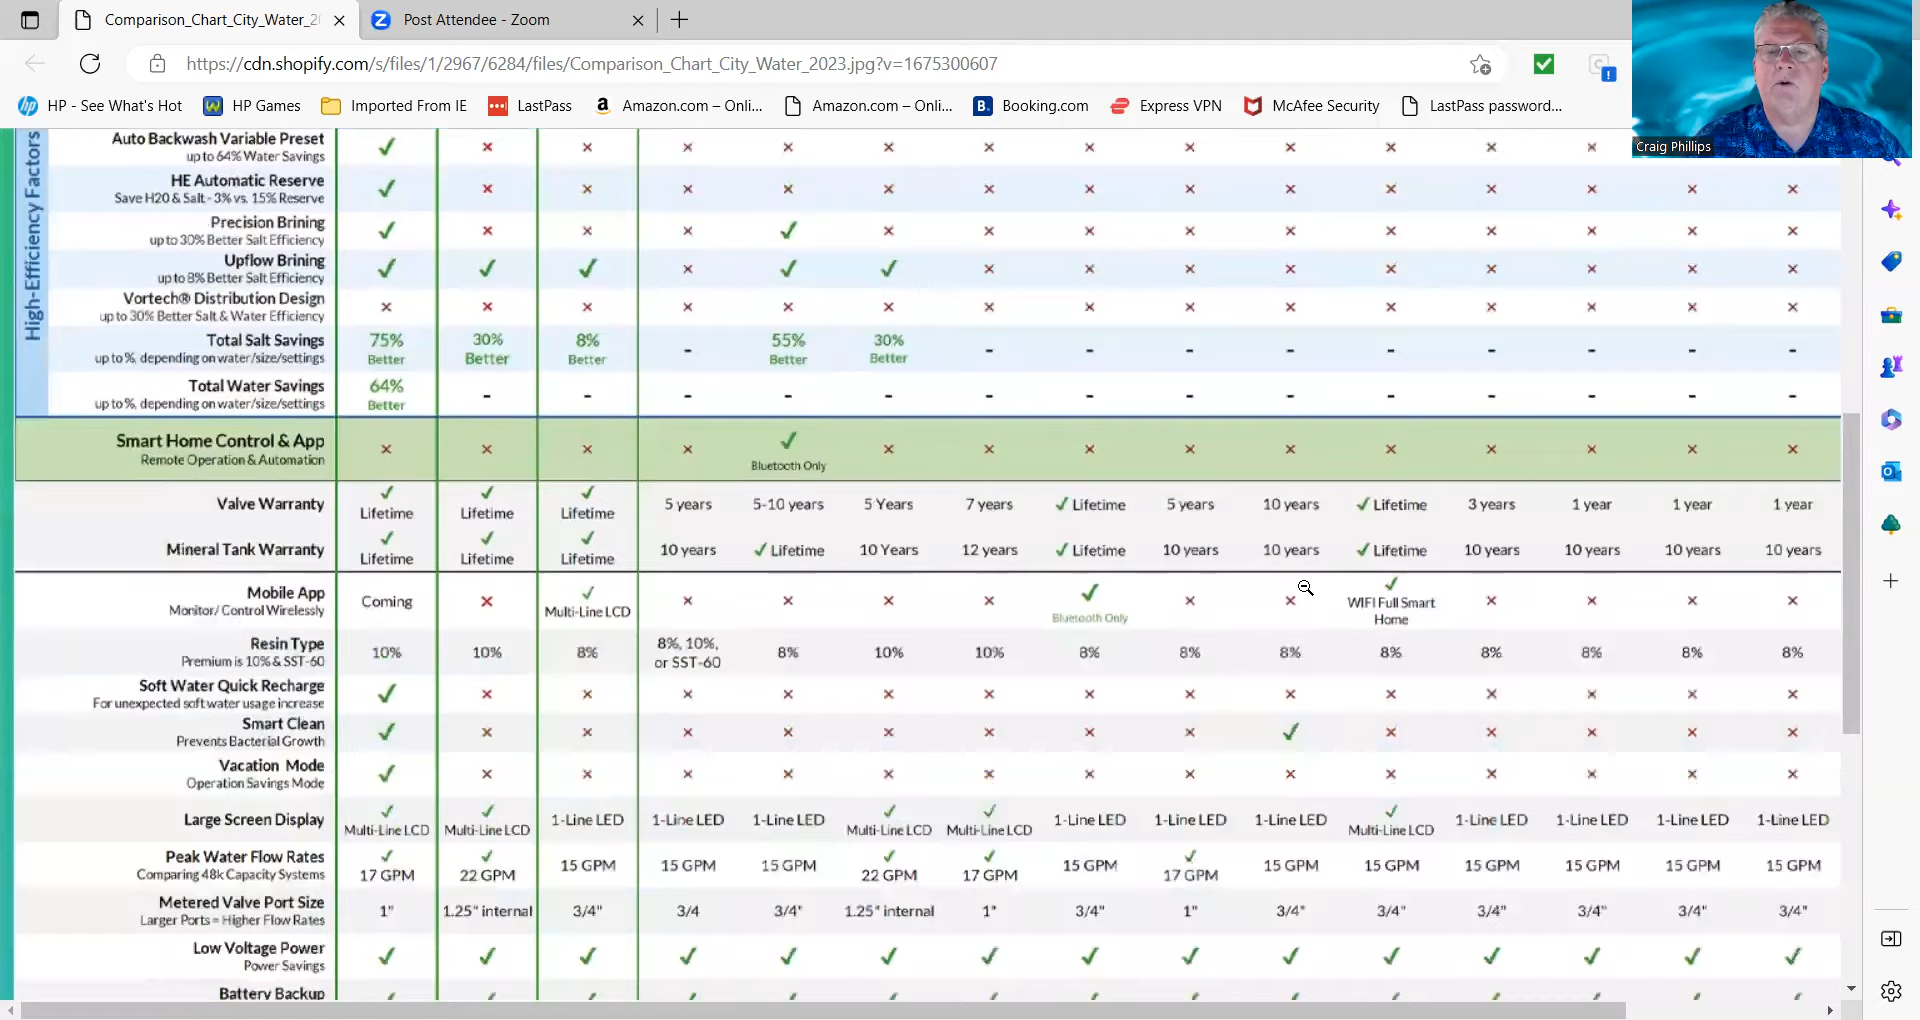 Comparison_Chart_City_Water_2
Post Attendee - Zoom
https://cdn.shopify.com/s/files/1/2967/6284/files/Comparison_Chart_City_Water_2023.jpg?v=1675300607
HP - See What's Hot HP Games Imported From IE LastPass Amazon.com – Onli... Amazon.com – Onli... Booking.com Express VPN McAfee Security LastPass password...
Craig Phillips
High-Efficiency Factors
Auto Backwash Variable Preset ✓ × × × × × × × × × × × ×
up to 64% Water Savings
HE Automatic Reserve ✓ × × × × × × × × × × × × × ×
Save H20 & Salt - 3% vs. 15% Reserve
Precision Brining ✓ × × × ✓ × × × × × × × × × ×
up to 30% Better Salt Efficiency
Upflow Brining ✓ ✓ ✓ × ✓ ✓ × × × × × × × × ×
up to 8% Better Salt Efficiency
Vortech® Distribution Design × × × × × × × × × × × × × × ×
up to 30% Better Salt & Water Efficiency
Total Salt Savings 75% 30% 8% - 55% 30% - - - - - - - - -
up to %, depending on water/size/settings Better Better Better Better Better
Total Water Savings 64% - - - - - - - - - - - - - -
up to %, depending on water/size/settings Better
Smart Home Control & App × × × × ✓ × × × × × × × × × ×
Remote Operation & Automation Bluetooth Only
Valve Warranty ✓ Lifetime ✓ Lifetime ✓ Lifetime 5 years 5-10 years 5 Years 7 years ✓ Lifetime 5 years 10 years ✓ Lifetime 3 years 1 year 1 year 1 year
Mineral Tank Warranty ✓ Lifetime ✓ Lifetime ✓ Lifetime 10 years ✓ Lifetime 10 Years 12 years ✓ Lifetime 10 years 10 years ✓ Lifetime 10 years 10 years 10 years 10 years
Mobile App Coming × ✓ Multi-Line LCD × × × × ✓ Bluetooth Only × × ✓ WIFI Full Smart Home × × × ×
Monitor/ Control Wirelessly
Resin Type 10% 10% 8% 8%, 10%, or SST-60 8% 10% 10% 8% 8% 8% 8% 8% 8% 8% 8%
Premium is 10% & SST-60
Soft Water Quick Recharge ✓ × × × × × × × × × × × × × ×
For unexpected soft water usage increase
Smart Clean ✓ × × × × × × × × ✓ × × × × ×
Prevents Bacterial Growth
Vacation Mode ✓ × × × × × × × × × × × × × ×
Operation Savings Mode
Large Screen Display ✓ Multi-Line LCD ✓ Multi-Line LCD 1-Line LED 1-Line LED 1-Line LED ✓ Multi-Line LCD ✓ Multi-Line LCD 1-Line LED 1-Line LED 1-Line LED ✓ Multi-Line LCD 1-Line LED 1-Line LED 1-Line LED 1-Line LED
Peak Water Flow Rates ✓ 17 GPM ✓ 22 GPM 15 GPM 15 GPM 15 GPM ✓ 22 GPM ✓ 17 GPM 15 GPM ✓ 17 GPM 15 GPM 15 GPM 15 GPM 15 GPM 15 GPM 15 GPM
Comparing 48k Capacity Systems
Metered Valve Port Size 1" 1.25" internal 3/4" 3/4 3/4" 1.25" internal 1" 3/4" 1" 3/4" 3/4" 3/4" 3/4" 3/4" 3/4"
Larger Ports = Higher Flow Rates
Low Voltage Power ✓ ✓ ✓ ✓ ✓ ✓ ✓ ✓ ✓ ✓ ✓ ✓ ✓ ✓ ✓
Power Savings
Battery Backup